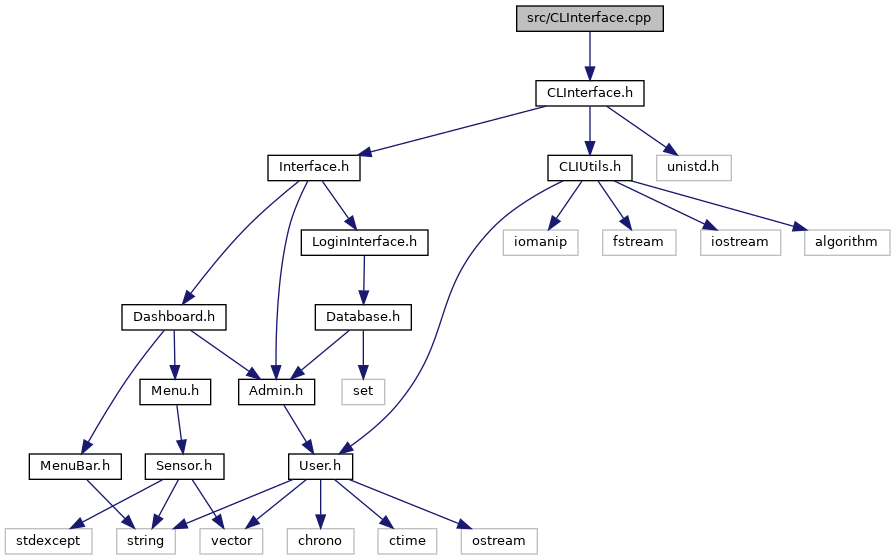 src/CLInterface.cpp
CLInterface.h
Interface.h
CLIUtils.h
unistd.h
LoginInterface.h
iomanip
fstream
iostream
algorithm
Dashboard.h
Database.h
Menu.h
Admin.h
set
MenuBar.h
Sensor.h
User.h
stdexcept
string
vector
chrono
ctime
ostream